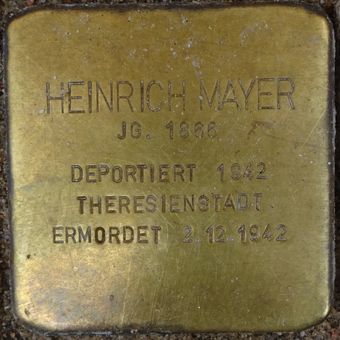 HEINRICH MAYER
JG. 1866
DEPORTIERT 1942
THERESIENSTADT
ERMORDET 2.12.1942